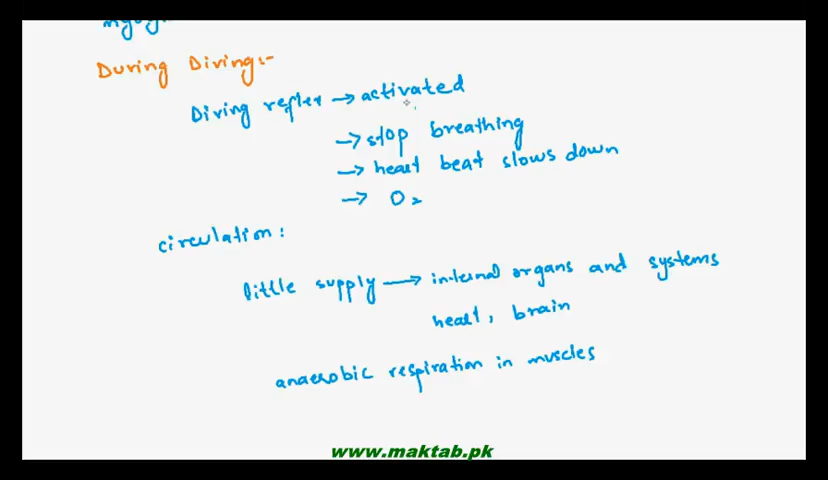 During Diving:-
Diving reflex → activated
→ stop breathing
→ heart beat slows down
→ O₂
circulation:
little supply → internal organs and systems
heart, brain
anaerobic respiration in muscles
www.maktab.pk